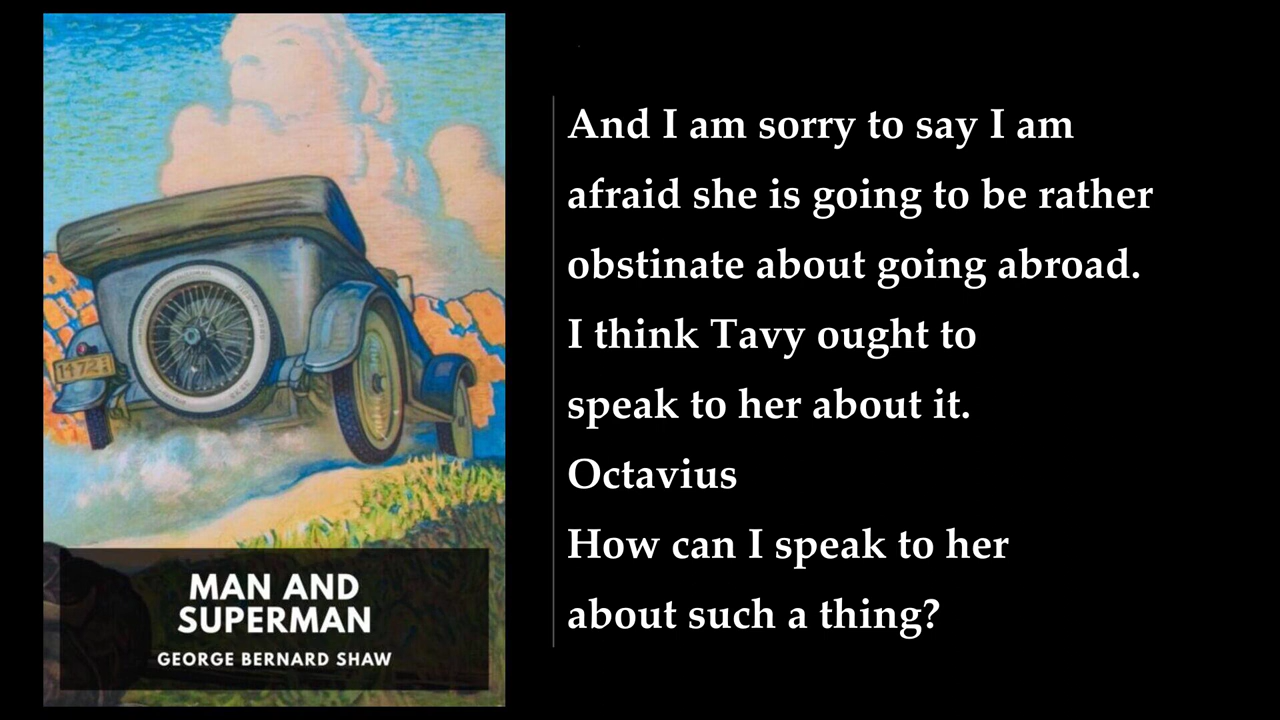 And I am sorry to say I am
afraid she is going to be rather
obstinate about going abroad.
I think Tavy ought to
speak to her about it.
Octavius
How can I speak to her
about such a thing?
1472
MAN AND
SUPERMAN
GEORGE BERNARD SHAW